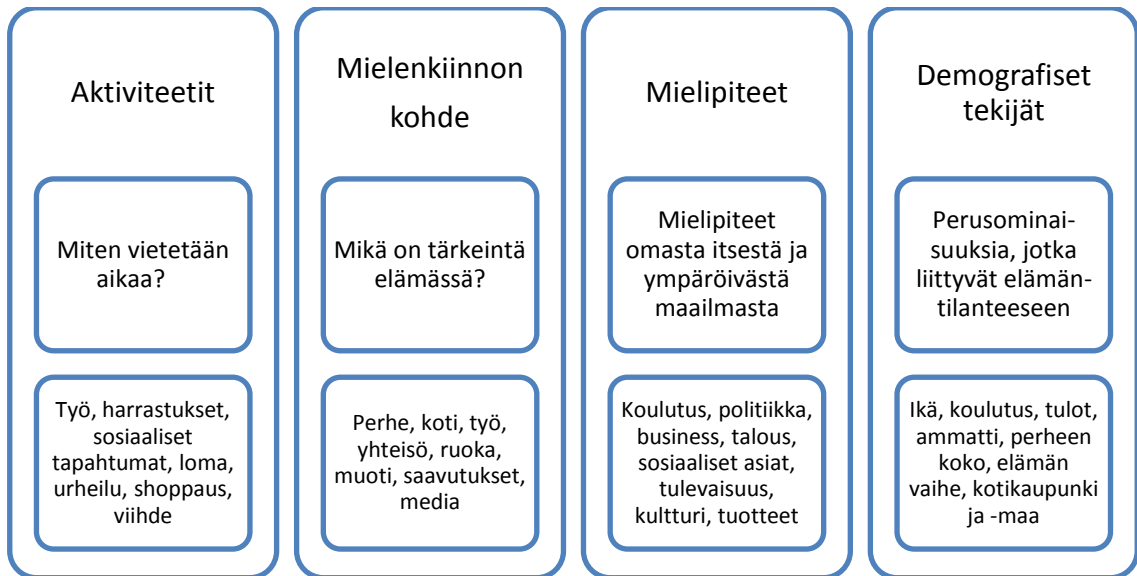 Aktiviteetit
Miten vietetään
aikaa?
Työ, harrastukset,
sosiaaliset
tapahtumat, loma,
urheilu, shoppaus,
viihde
Mielenkiinnon
kohde
Mikä on tärkeintä
elämässä?
Perhe, koti, työ,
yhteisö, ruoka,
muoti, saavutukset,
media
Mielipiteet
Mielipiteet
omasta itsestä ja
ympäröivästä
maailmasta
Koulutus, politiikka,
business, talous,
sosiaaliset asiat,
tulevaisuus,
kultturi, tuotteet
Demografiset
tekijät
Perusominai-
suuksia, jotka
liittyvät elämän-
tilanteeseen
Ikä, koulutus, tulot,
ammatti, perheen
koko, elämän
vaihe, kotikaupunki
ja -maa